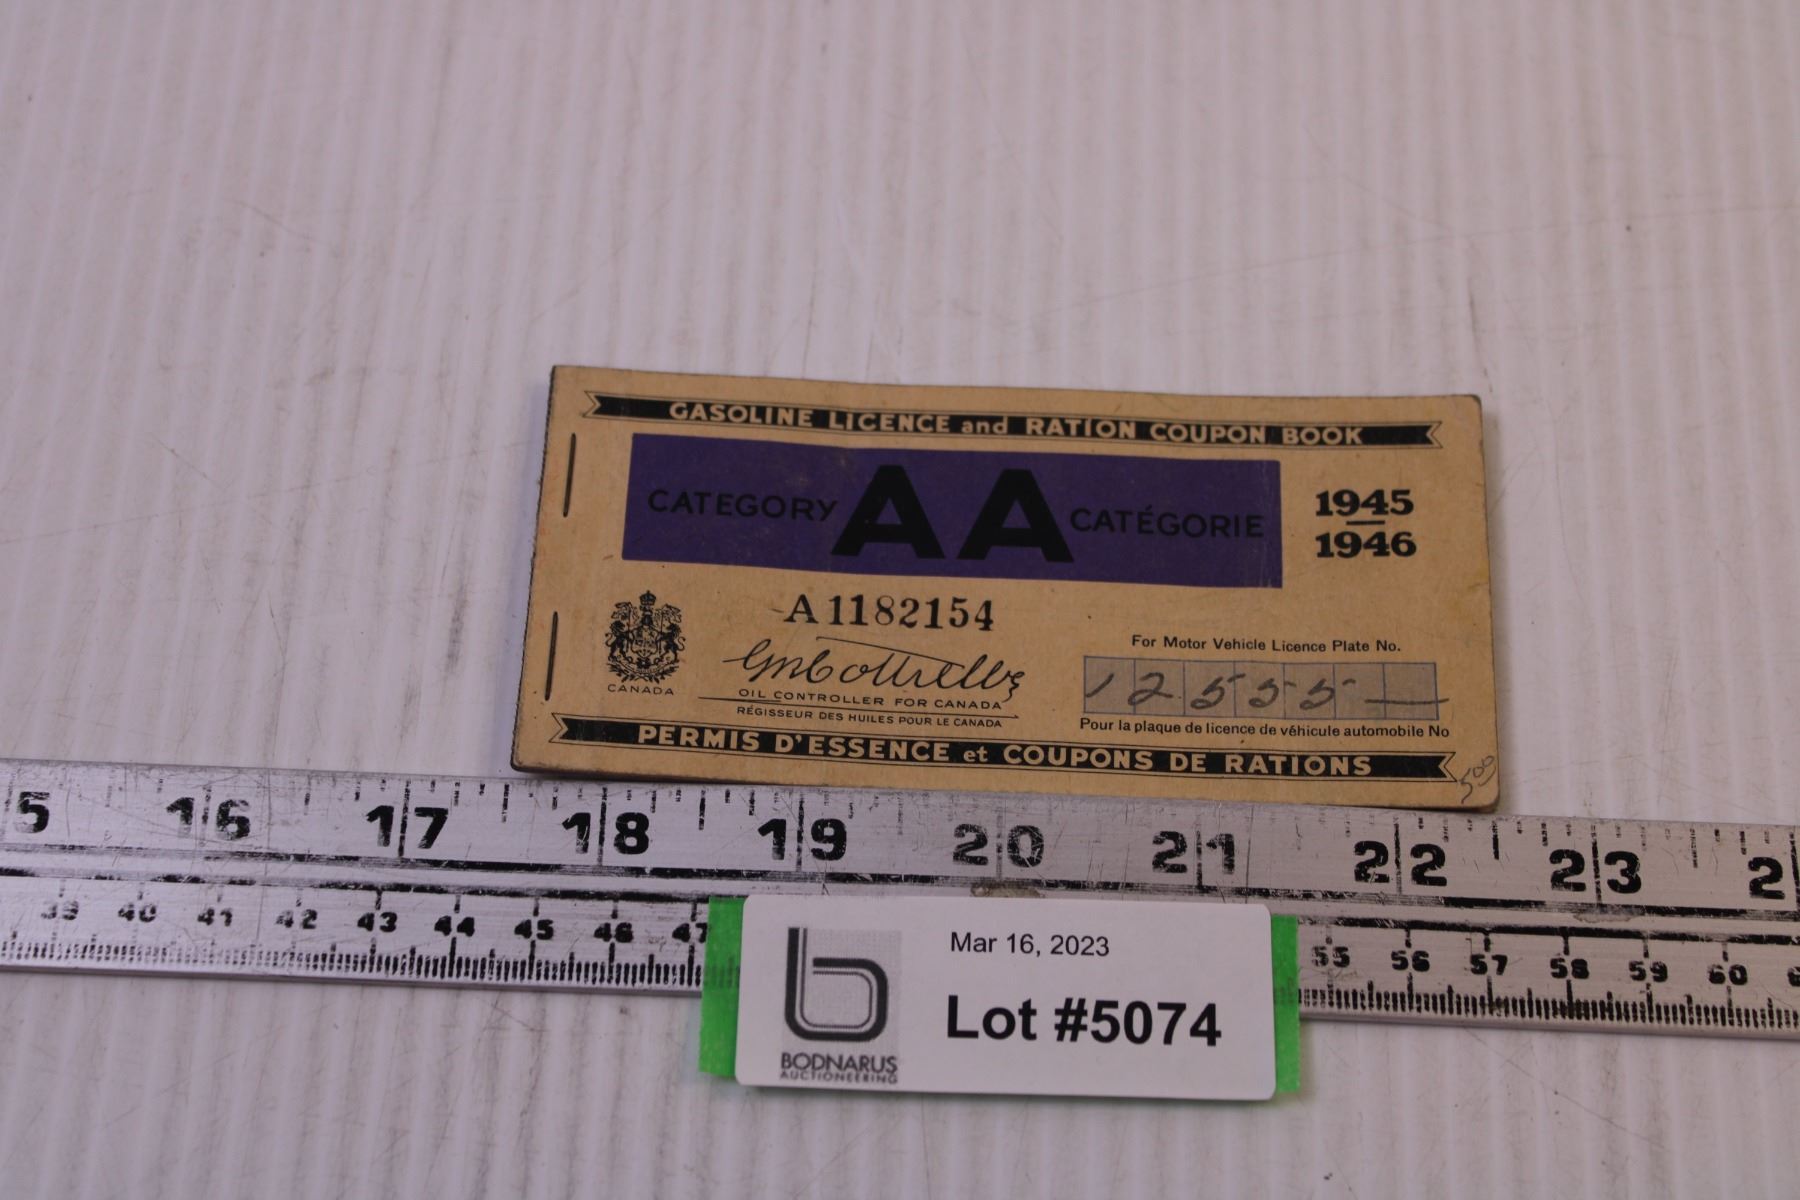 GASOLINE LICENCE and RATION COUPON BOOK
CATEGORY AA CATÉGORIE
1945
1946
A1182154
CANADA
OIL CONTROLLER FOR CANADA
RÉGISSEUR DES HUILES POUR LE CANADA
For Motor Vehicle Licence Plate No.
12555—
Pour la plaque de licence de véhicule automobile No
PERMIS D'ESSENCE et COUPONS DE RATIONS
500
5 16 17 18 19 20 21 22 23 2
39 40 41 42 43 44 45 46 47 55 56 57 58 59 60
Mar 16, 2023
Lot #5074
BODNARUS
AUCTIONEERING